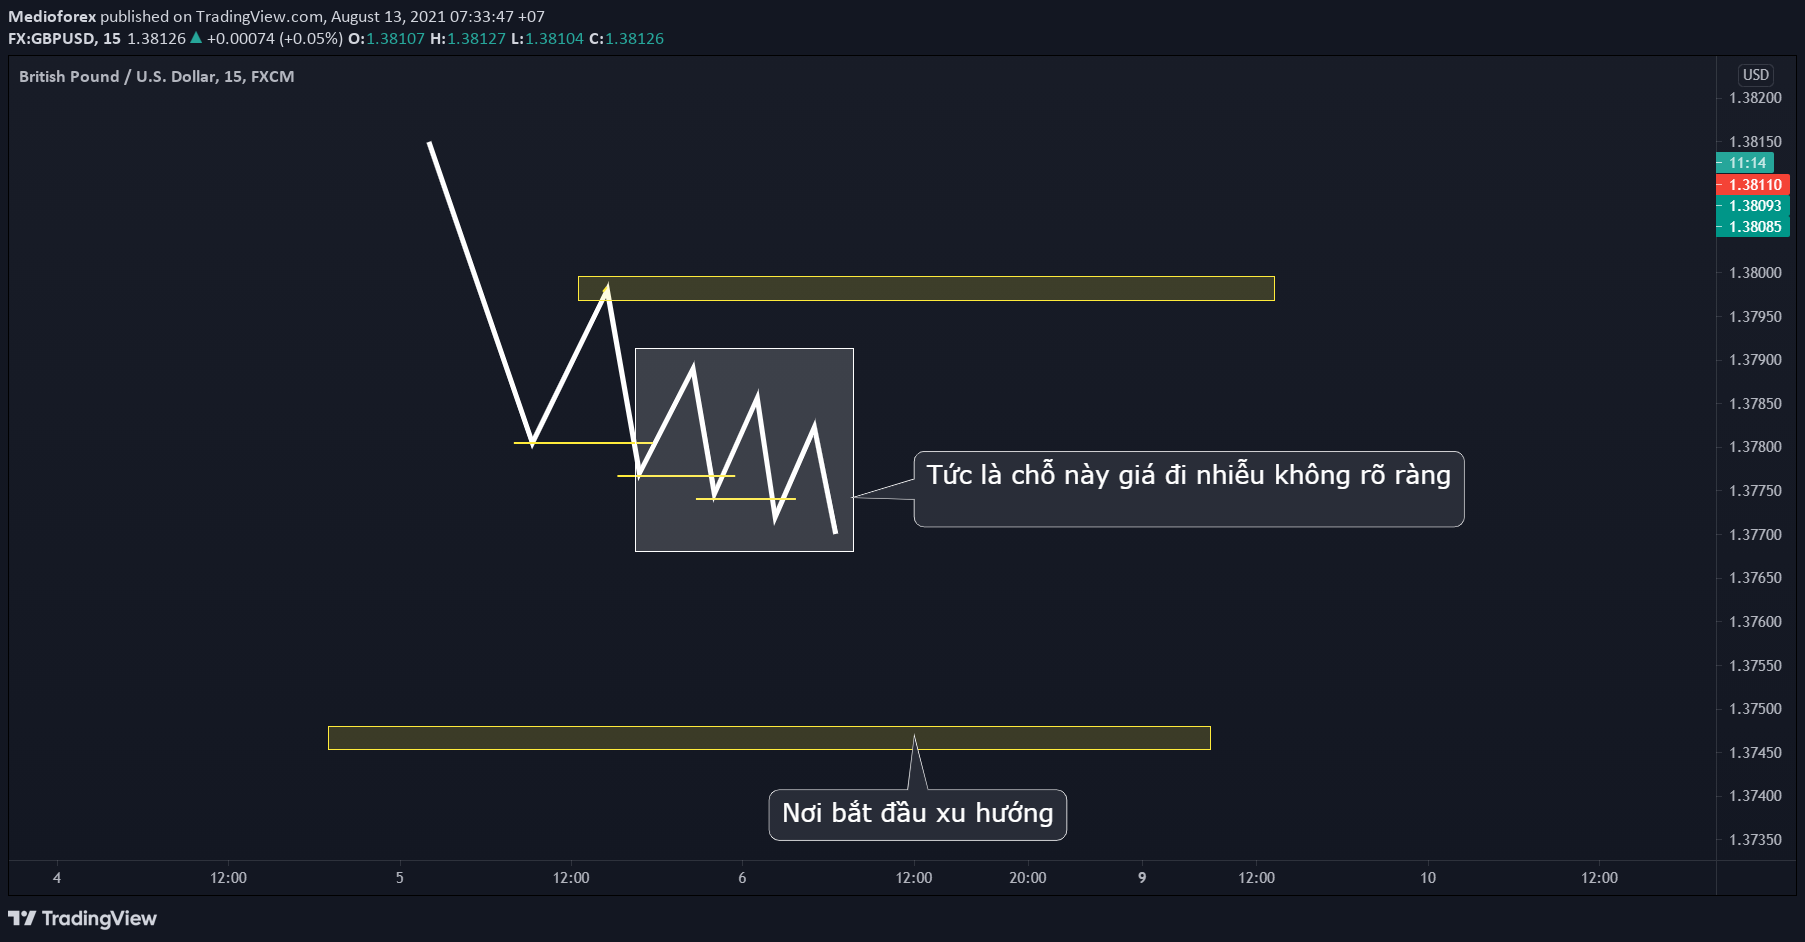 Medioforex published on TradingView.com, August 13, 2021 07:33:47 +07
FX:GBPUSD, 15 1.38126 ▲ +0.00074 (+0.05%) O:1.38107 H:1.38127 L:1.38104 C:1.38126
British Pound / U.S. Dollar, 15, FXCM
USD
1.38200
1.38150
11:14
1.38110
1.38093
1.38085
1.38000
1.37950
1.37900
1.37850
1.37800
Tức là chỗ này giá đi nhiễu không rõ ràng
1.37750
1.37700
1.37650
1.37600
1.37550
1.37500
1.37450
1.37400
Nơi bắt đầu xu hướng
1.37350
4 12:00 5 12:00 6 12:00 20:00 9 12:00 10 12:00
TradingView